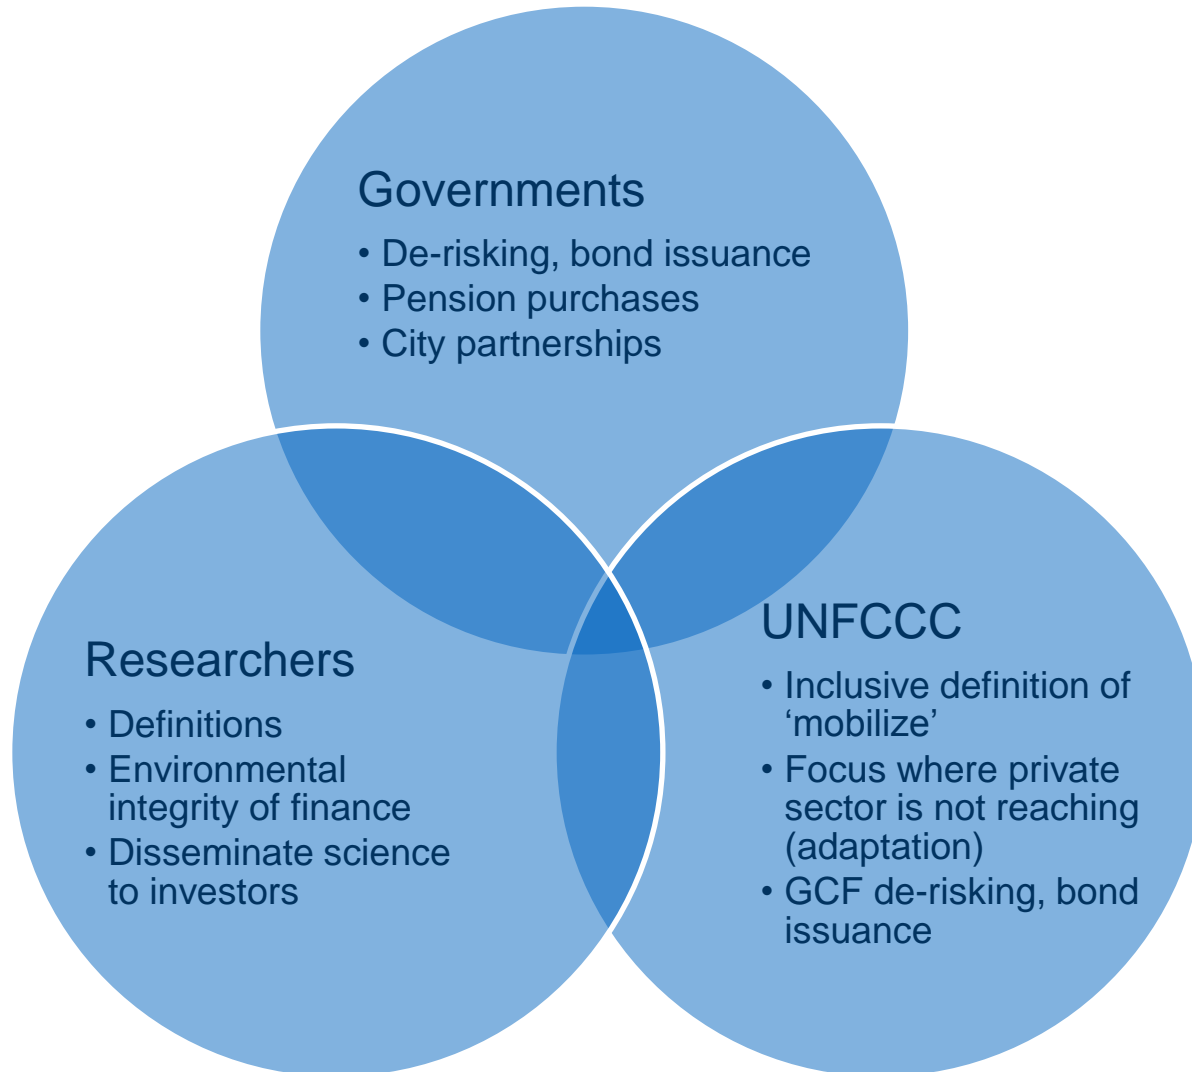 Governments
• De-risking, bond issuance
• Pension purchases
• City partnerships
Researchers
• Definitions
• Environmental
integrity of finance
• Disseminate science
to investors
UNFCCC
• Inclusive definition of
‘mobilize’
• Focus where private
sector is not reaching
(adaptation)
• GCF de-risking, bond
issuance